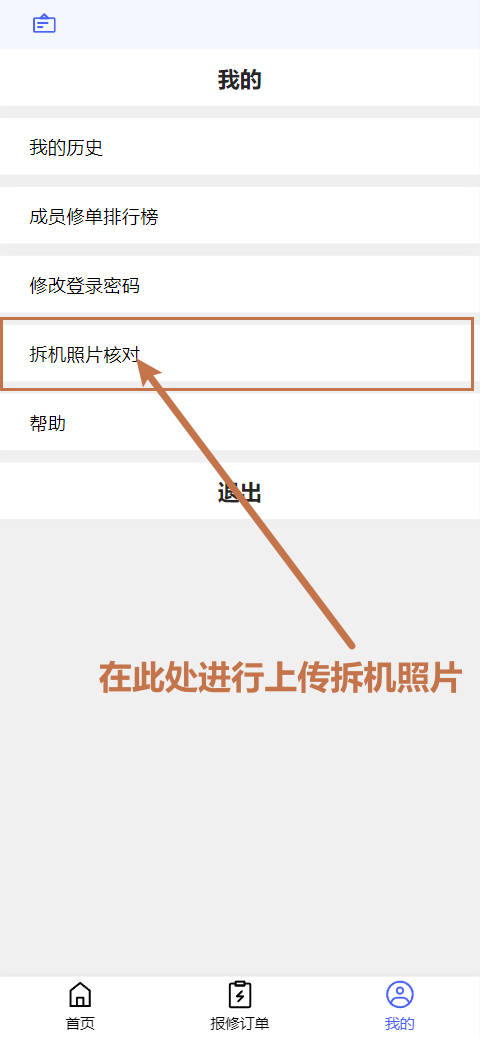 我的
我的历史
成员修单排行榜
修改登录密码
拆机照片核对
帮助
退出
在此处进行上传拆机照片
首页
报修订单
我的